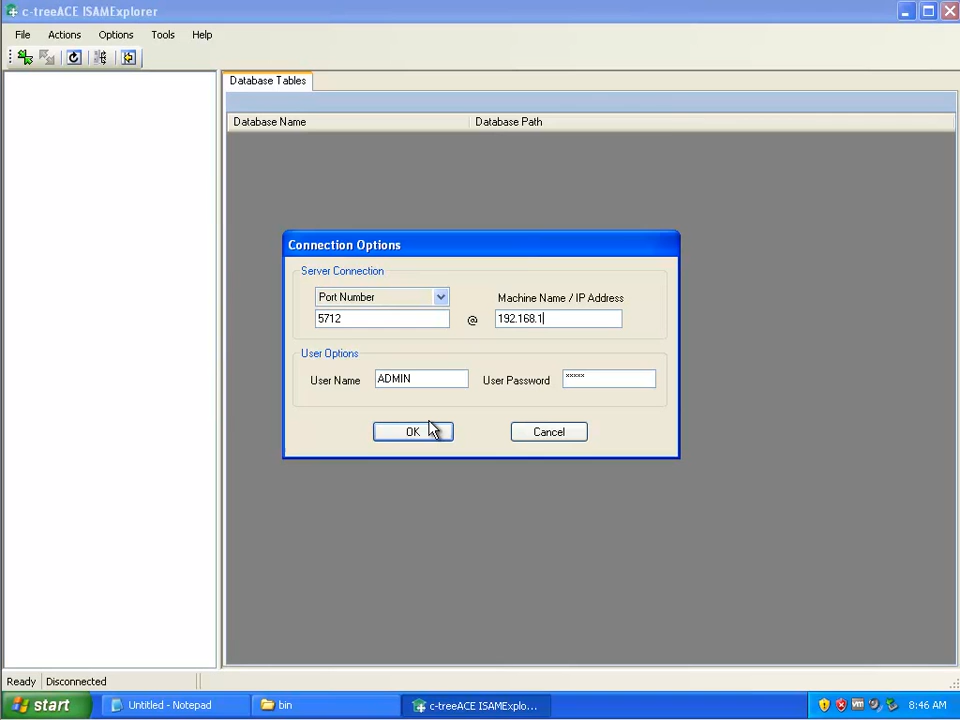 c-treeACE ISAMExplorer
File Actions Options Tools Help
Database Tables
Database Name Database Path
Connection Options
Server Connection
Port Number Machine Name / IP Address
5712 @ 192.168.1
User Options
User Name ADMIN User Password *****
OK Cancel
Ready Disconnected
start Untitled - Notepad bin c-treeACE ISAMExplo... 8:46 AM